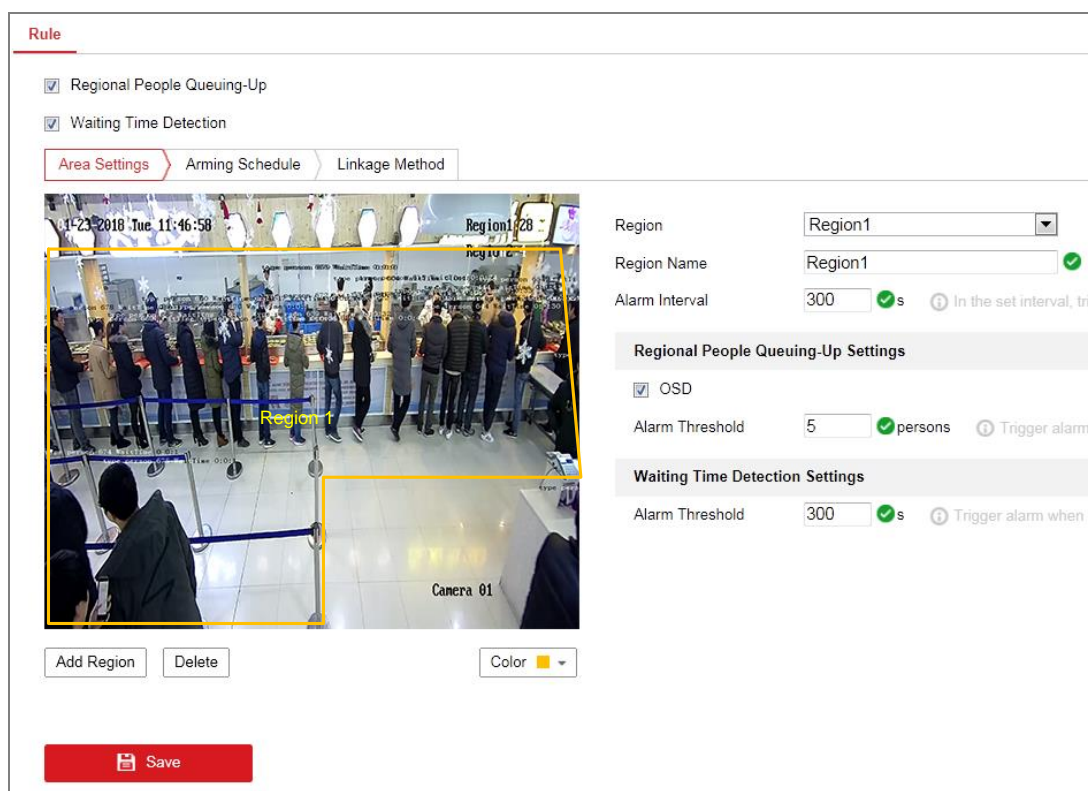 Rule
Regional People Queuing-Up
Waiting Time Detection
Area Settings Arming Schedule Linkage Method
1-23-2018 Tue 11:46:58 Region1 28
Region 1
Camera 01
Add Region Delete Color
Region Region1
Region Name Region1
Alarm Interval 300 s In the set interval, tri
Regional People Queuing-Up Settings
OSD
Alarm Threshold 5 persons Trigger alarm
Waiting Time Detection Settings
Alarm Threshold 300 s Trigger alarm when
Save